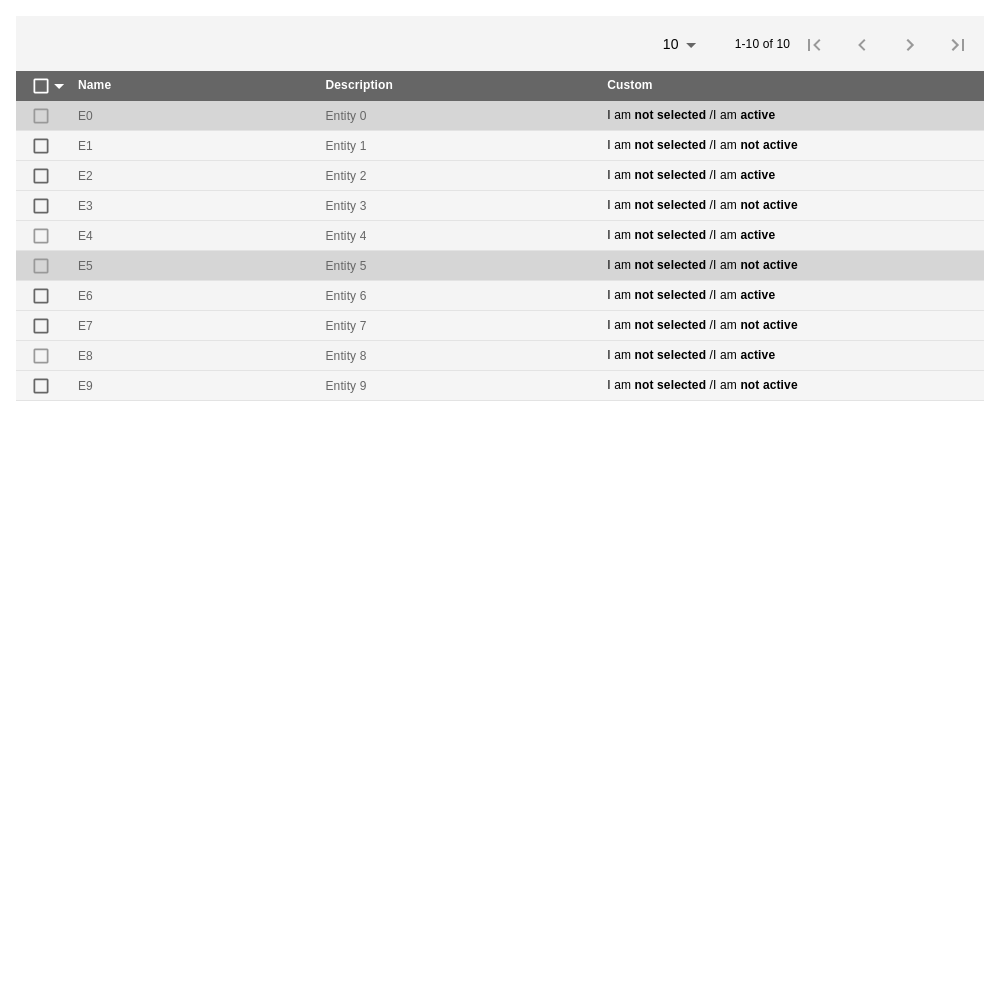 10 1-10 of 10
Name Description Custom
E0 Entity 0 I am not selected /I am active
E1 Entity 1 I am not selected /I am not active
E2 Entity 2 I am not selected /I am active
E3 Entity 3 I am not selected /I am not active
E4 Entity 4 I am not selected /I am active
E5 Entity 5 I am not selected /I am not active
E6 Entity 6 I am not selected /I am active
E7 Entity 7 I am not selected /I am not active
E8 Entity 8 I am not selected /I am active
E9 Entity 9 I am not selected /I am not active